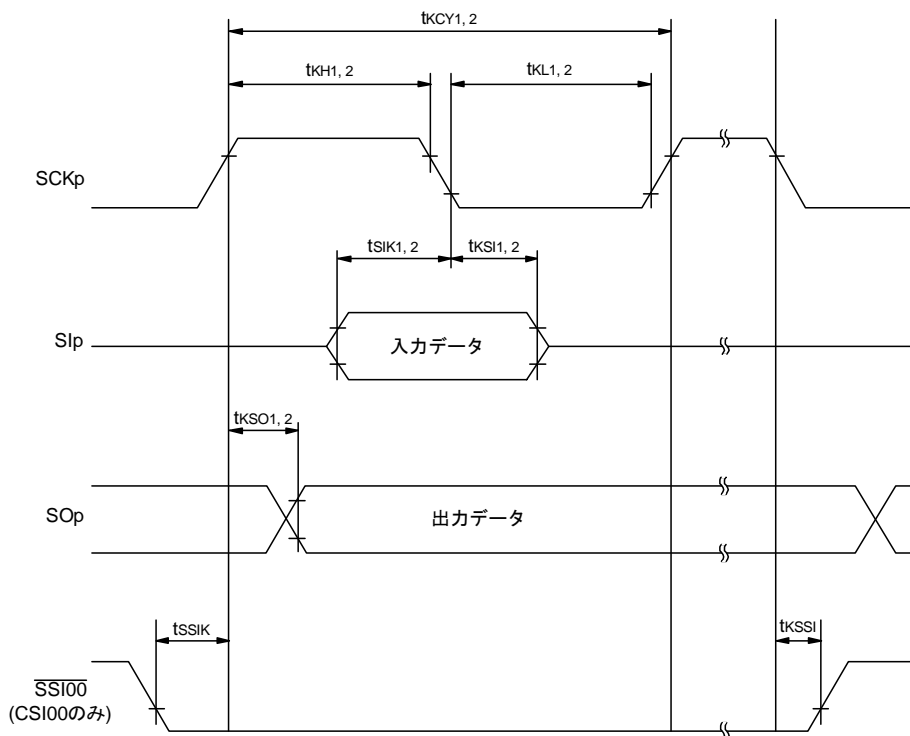 tKCY1, 2
tKH1, 2
tKL1, 2
SCKp
tSIK1, 2
tKSI1, 2
SIp
入力データ
tKSO1, 2
SOp
出力データ
tSSIK
tKSSI
SSI00
(CSI00のみ)